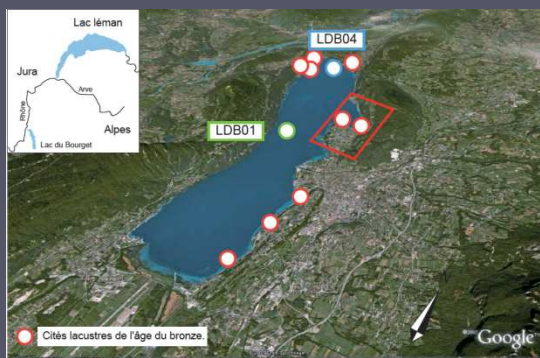 Lac léman
Jura
Rhône
Arve
Alpes
Lac du Bourget
LDB04
LDB01
Cités lacustres de l'âge du bronze.
Google